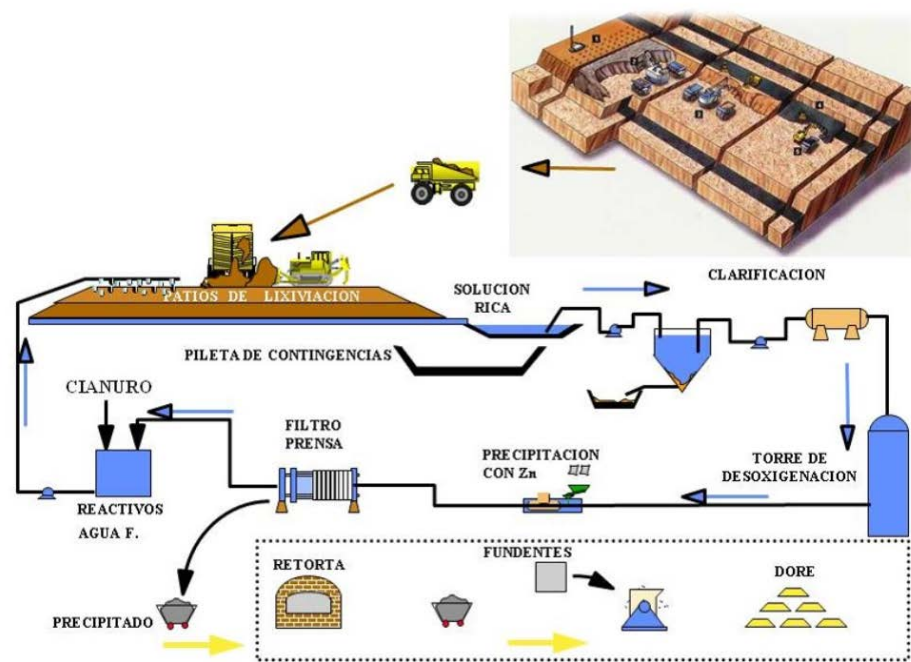 CLARIFICACION
SOLUCION
RICA
PATIOS DE LIXIVIACION
PILETA DE CONTINGENCIAS
CIANURO
FILTRO
PRENSA
PRECIPITACION
CON Zn
TORRE DE
DESOXIGENACION
REACTIVOS
AGUA F.
FUNDENTES
RETORTA
DORE
PRECIPITADO